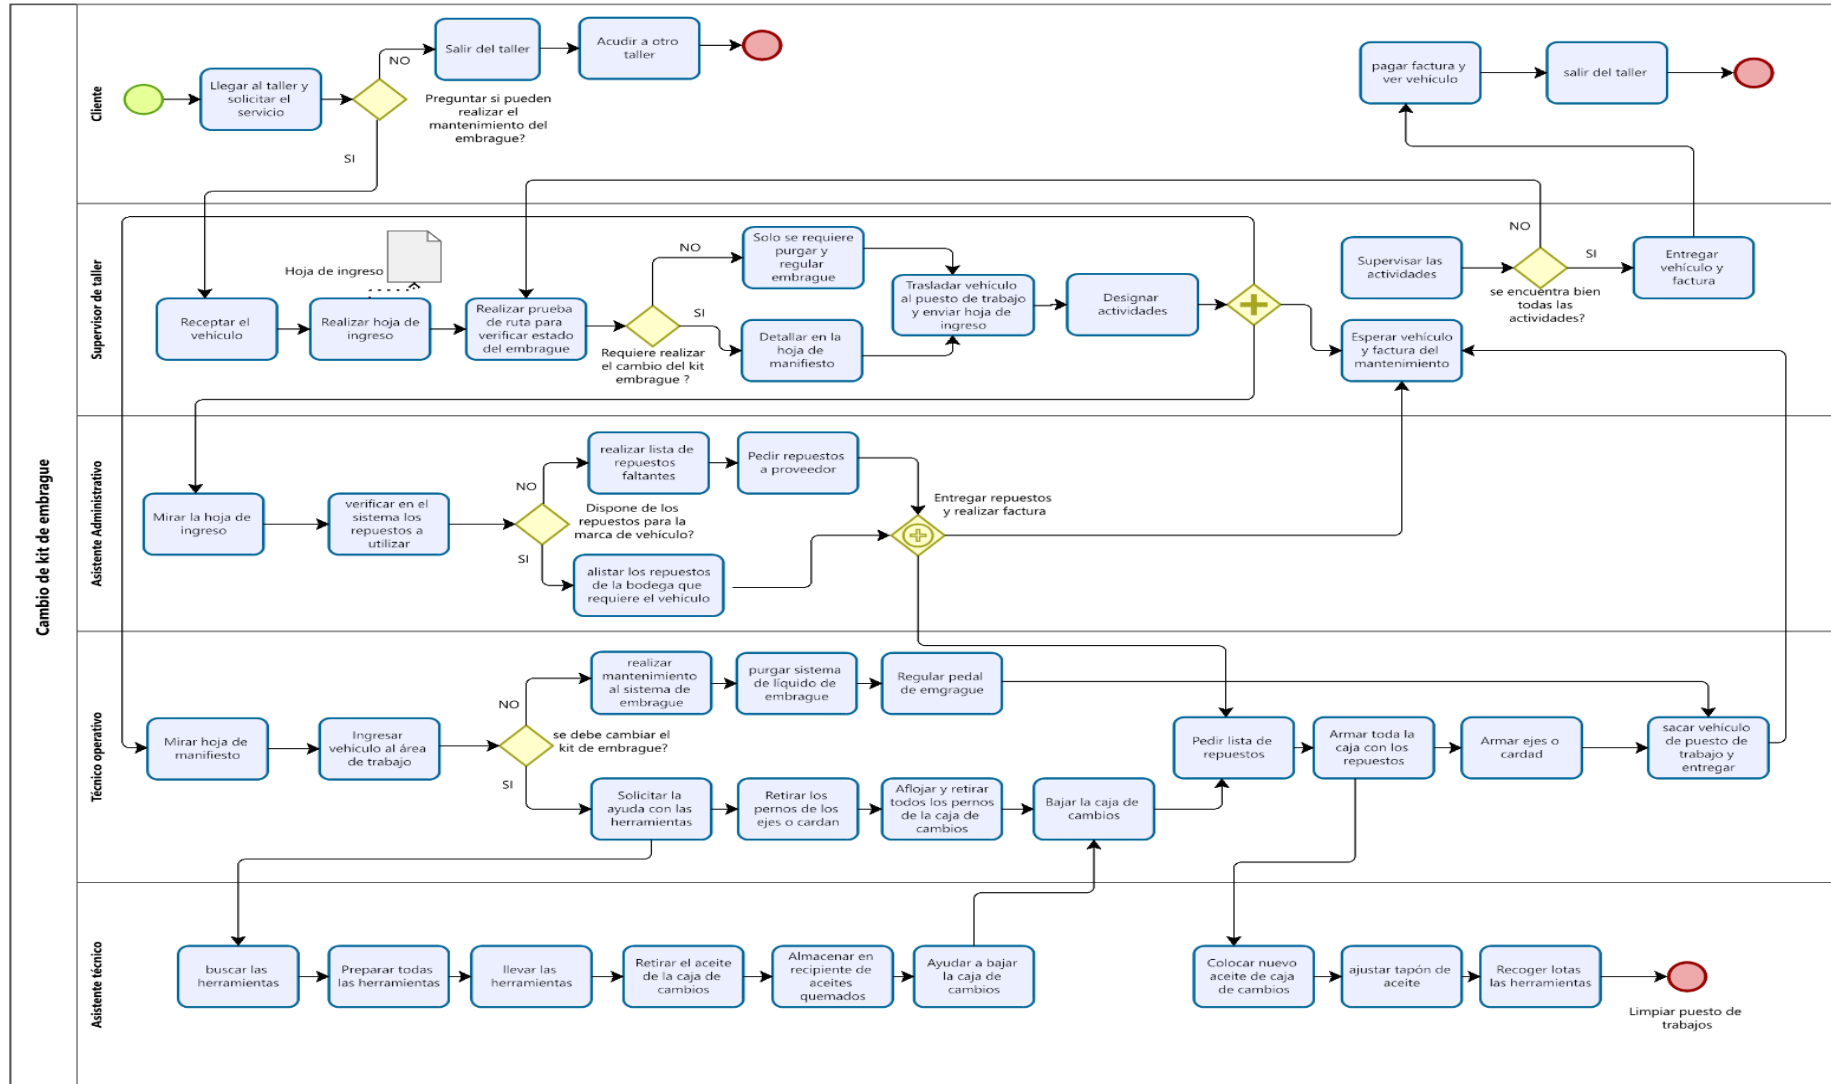 Cambio de kit de embrague
Cliente
Llegar al taller y
solicitar el
servicio
NO
SI
Preguntar si pueden
realizar el
mantenimiento del
embrague?
Salir del taller
Acudir a otro
taller
pagar factura y
ver vehículo
salir del taller
Supervisor de taller
Receptar el
vehículo
Hoja de ingreso
Realizar hoja de
ingreso
Realizar prueba
de ruta para
verificar estado
del embrague
NO
SI
Requiere realizar
el cambio del kit
embrague ?
Solo se requiere
purgar y
regular
embrague
Detallar en la
hoja de
manifiesto
Trasladar vehículo
al puesto de trabajo
y enviar hoja de
ingreso
Designar
actividades
Supervisar las
actividades
NO
SI
se encuentra bien
todas las
actividades?
Entregar
vehículo y
factura
Esperar vehículo
y factura del
mantenimiento
Asistente Administrativo
Mirar la hoja de
ingreso
verificar en el
sistema los
repuestos a
utilizar
NO
SI
Dispone de los
repuestos para la
marca de vehículo?
realizar lista de
repuestos
faltantes
Pedir repuestos
a proveedor
alistar los repuestos
de la bodega que
requiere el vehiculo
Entregar repuestos
y realizar factura
Técnico operativo
Mirar hoja de
manifiesto
Ingresar
vehículo al área
de trabajo
NO
SI
se debe cambiar el
kit de embrague?
realizar
mantenimiento
al sistema de
embrague
purgar sistema
de líquido de
embrague
Regular pedal
de emgrague
Solicitar la
ayuda con las
herramientas
Retirar los
pernos de los
ejes o cardan
Aflojar y retirar
todos los pernos
de la caja de
cambios
Bajar la caja de
cambios
Pedir lista de
repuestos
Armar toda la
caja con los
repuestos
Armar ejes o
cardad
sacar vehículo
de puesto de
trabajo y
entregar
Asistente técnico
buscar las
herramientas
Preparar todas
las herramientas
llevar las
herramientas
Retirar el aceite
de la caja de
cambios
Almacenar en
recipiente de
aceites
quemados
Ayudar a bajar
la caja de
cambios
Colocar nuevo
aceite de caja
de cambios
ajustar tapón de
aceite
Recoger lotas
las herramientas
Limpiar puesto de
trabajos